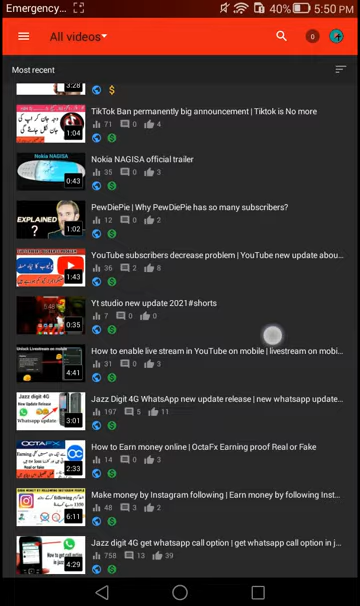 Emergency... 40% 5:50 PM
All videos 0
Most recent
3:28
$
TikTok Ban permanently big announcement | Tiktok is No more
71 0 4
1:04
Nokia NAGISA official trailer
35 0 3
0:43
PewDiePie | Why PewDiePie has so many subscribers?
12 0 2
EXPLAINED
?
1:02
YouTube subscribers decrease problem | YouTube new update abou...
36 2 8
1:43
Yt studio new update 2021#shorts
7 0 0
0:35
How to enable live stream in YouTube on mobile | livestream on mobi...
31 0 3
4:41
Jazz Digit 4G WhatsApp new update release | new whatsapp update...
197 5 11
Jazz Digit 4G
New Update Release
Whatsapp update
3:01
How to Earn money online | OctaFx Earning proof Real or Fake
14 0 3
OCTAFX
2:33
Make money by Instagram following | Earn money by following Inst...
48 3 2
6:11
Jazz digit 4G get whatsapp call option | get whatsapp call option in j...
758 13 39
4:29